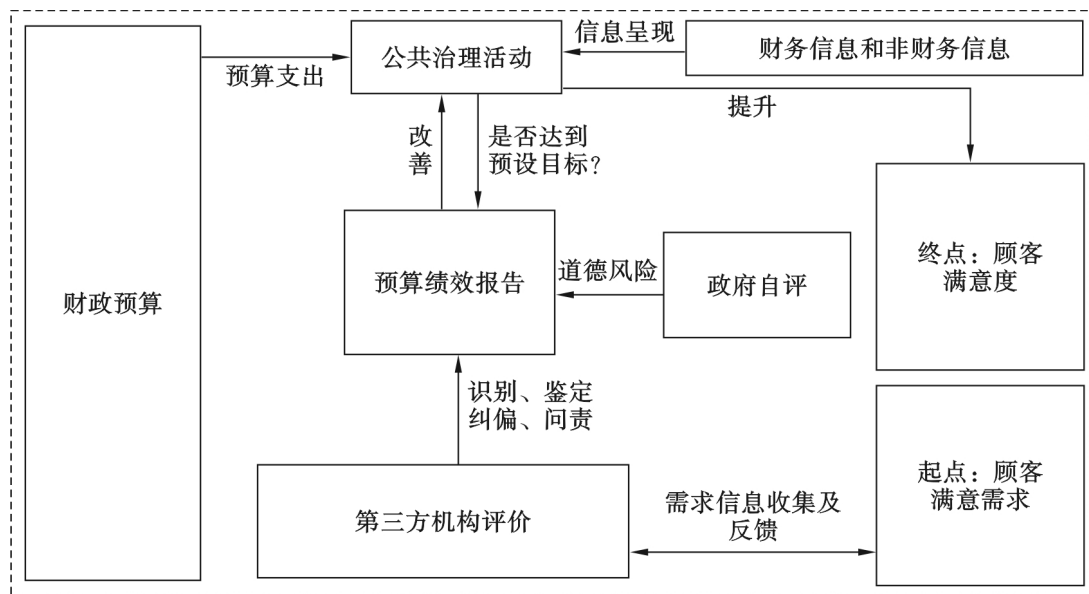 信息呈现
公共治理活动
财务信息和非财务信息
预算支出
提升
改
善
是否达到
预设目标？
财政预算
预算绩效报告
道德风险
政府自评
终点：顾客
满意度
识别、鉴定
纠偏、问责
第三方机构评价
需求信息收集及
反馈
起点：顾客
满意需求